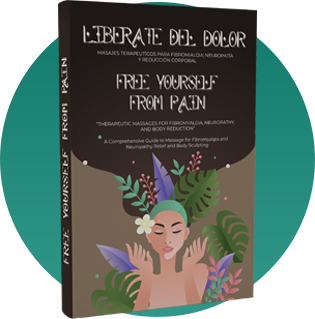 LIBERATE DEL DOLOR
MASAJES TERAPEUTICOS PARA FIBROMIALGIA, NEUROPATIA
Y REDUCCIÓN CORPORAL
FREE YOURSELF
FROM PAIN
"THERAPEUTIC MASSAGES FOR FIBROMYALGIA, NEUROPATHY,
AND BODY REDUCTION"
A Comprehensive Guide to Massage for Fibromyalgia and
Neuropathy Relief and Body Sculpting
FREE YOURSELF FROM PAIN